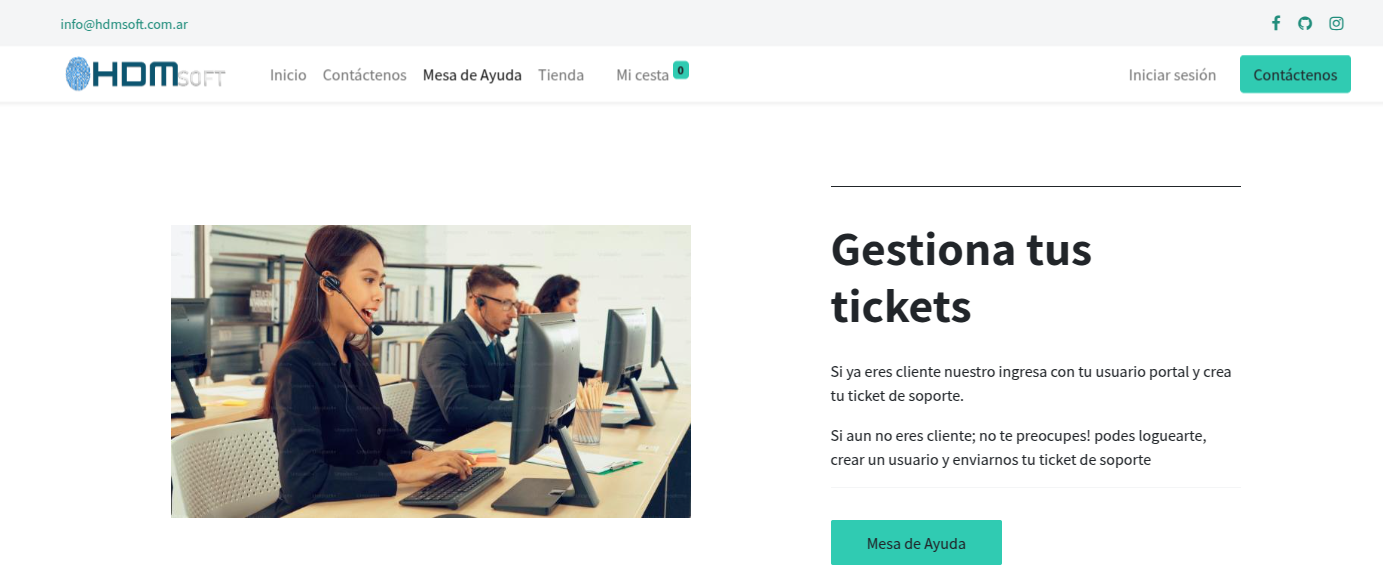 info@hdmsoft.com.ar
HDMSOFT
Inicio
Contáctenos
Mesa de Ayuda
Tienda
Mi cesta 0
Iniciar sesión
Contáctenos
Gestiona tus
tickets
Si ya eres cliente nuestro ingresa con tu usuario portal y crea
tu ticket de soporte.
Si aun no eres cliente; no te preocupes! podes loguearte,
crear un usuario y enviarnos tu ticket de soporte
Mesa de Ayuda